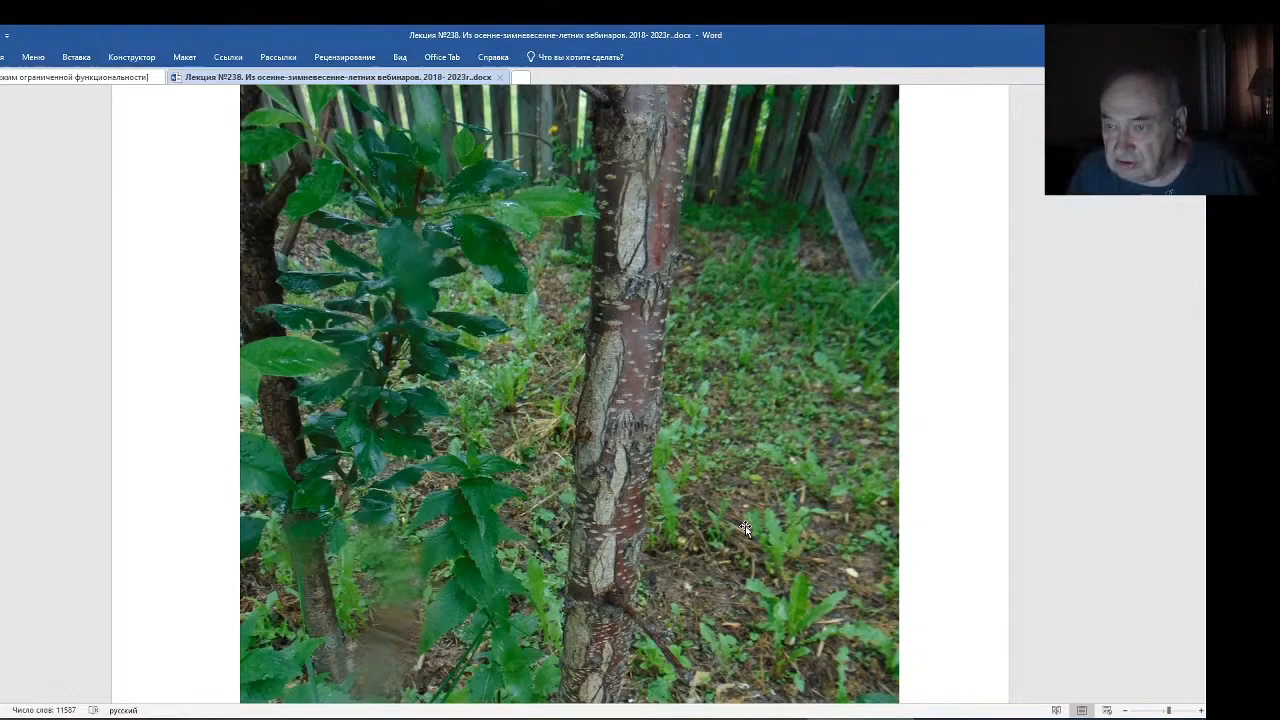 Лекция №238. Из осенне-зимневесенне-летних вебинаров. 2018- 2023г..docx - Word
Меню Вставка Конструктор Макет Ссылки Рассылки Рецензирование Вид Office Tab Справка Что вы хотите сделать?
жим ограниченной функциональности] Лекция №238. Из осенне-зимневесенне-летних вебинаров. 2018- 2023г..docx
Число слов: 11587 русский